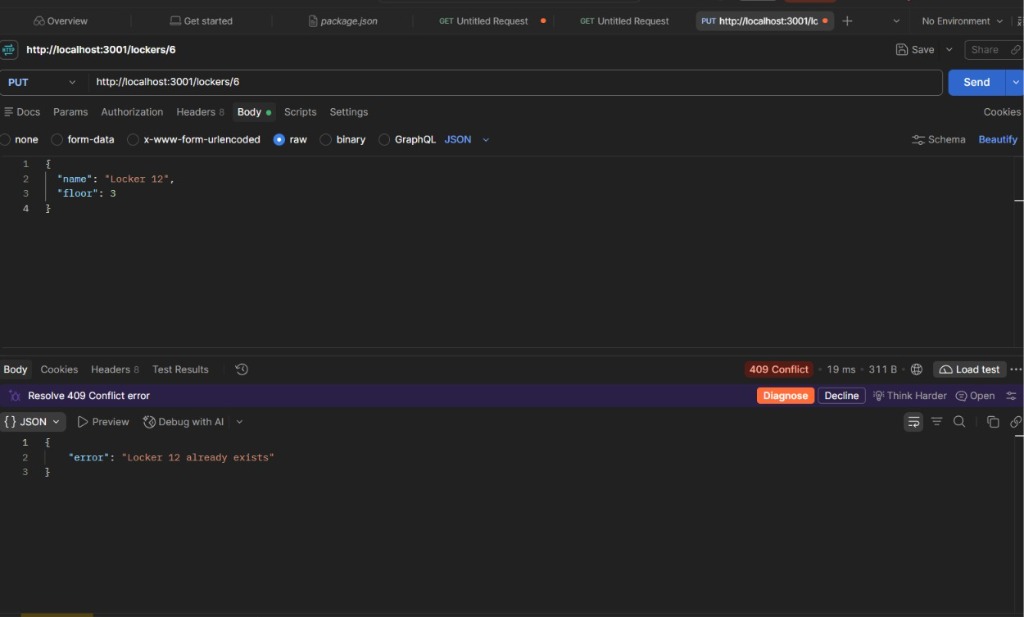 Overview Get started package.json GET Untitled Request GET Untitled Request PUT http://localhost:3001/lc No Environment
HTTP http://localhost:3001/lockers/6 Save Share
PUT http://localhost:3001/lockers/6 Send
Docs Params Authorization Headers 8 Body Scripts Settings Cookies
none form-data x-www-form-urlencoded raw binary GraphQL JSON Schema Beautify
1 {
2 "name": "Locker 12",
3 "floor": 3
4 }
Body Cookies Headers 8 Test Results 409 Conflict 19 ms 311 B Load test
Resolve 409 Conflict error Diagnose Decline Think Harder Open
{} JSON Preview Debug with AI
1 {
2 "error": "Locker 12 already exists"
3 }